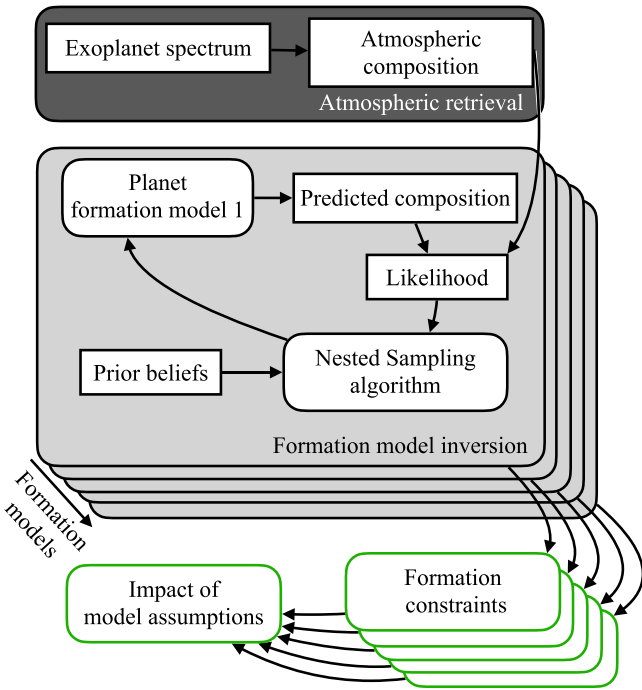 Exoplanet spectrum
Atmospheric
composition
Atmospheric retrieval
Planet
formation model 1
Predicted composition
Likelihood
Prior beliefs
Nested Sampling
algorithm
Formation model inversion
Formation
models
Impact of
model assumptions
Formation
constraints